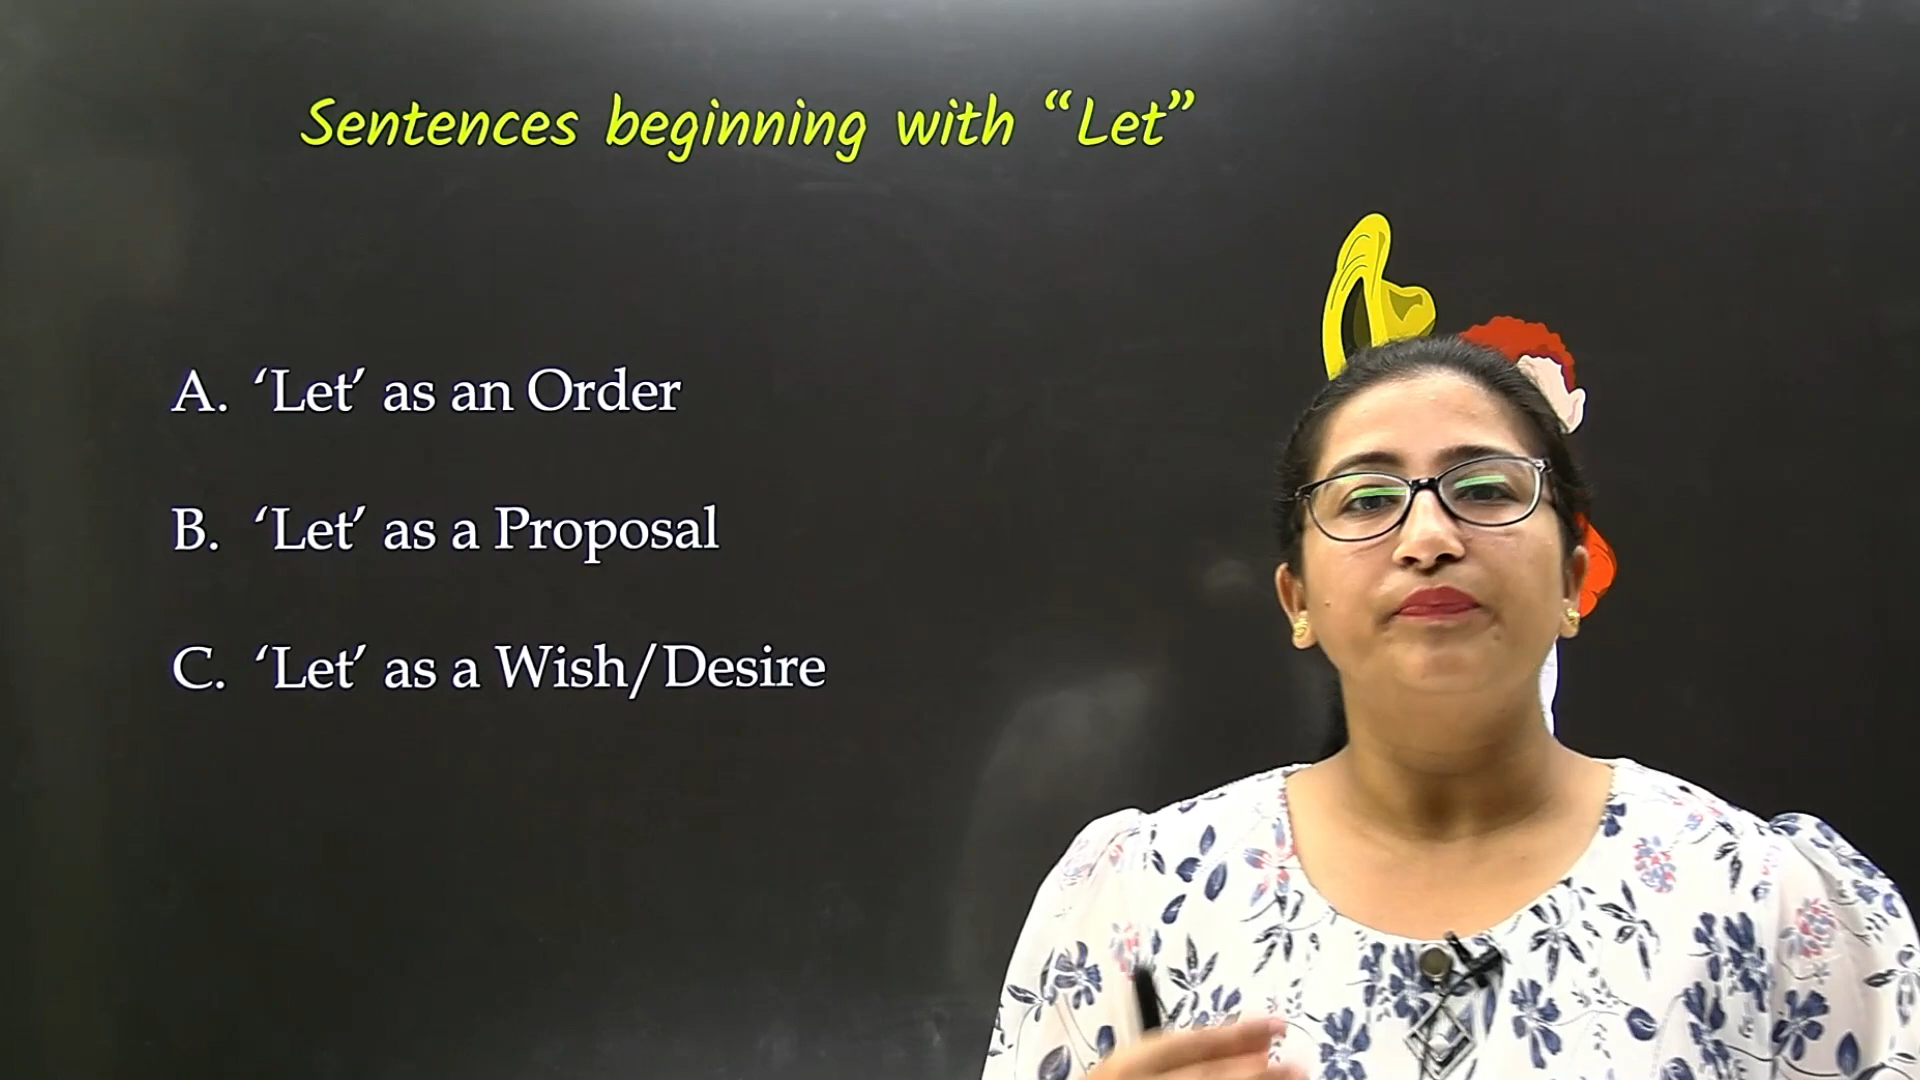 Sentences beginning with “Let”
A. ‘Let’ as an Order
B. ‘Let’ as a Proposal
C. ‘Let’ as a Wish/Desire